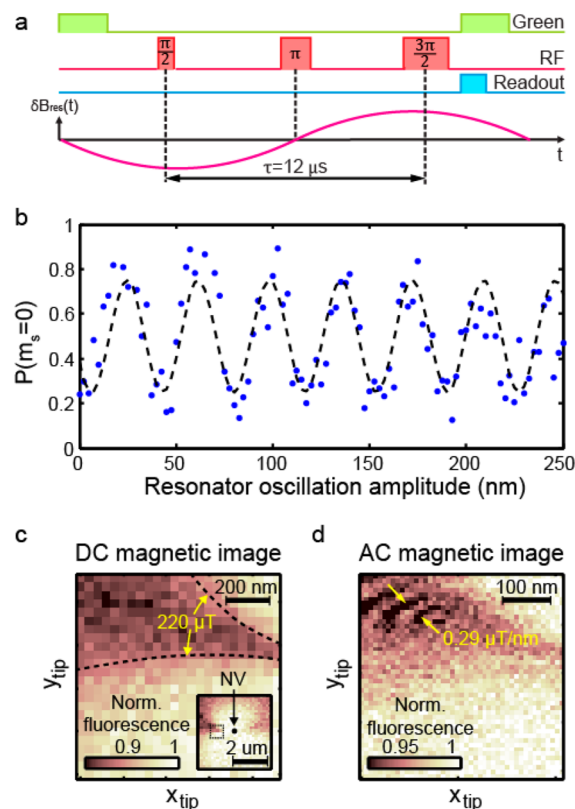 a
Green
π/2 π 3π/2 RF
Readout
δBres(t)
t
τ=12 μs
b
P(ms=0)
1
0.8
0.6
0.4
0.2
0
0 50 100 150 200 250
Resonator oscillation amplitude (nm)
c DC magnetic image
200 nm
220 μT
ytip
NV
Norm.
fluorescence
0.9 1
2 um
xtip
d AC magnetic image
100 nm
0.29 μT/nm
ytip
Norm.
fluorescence
0.95 1
xtip